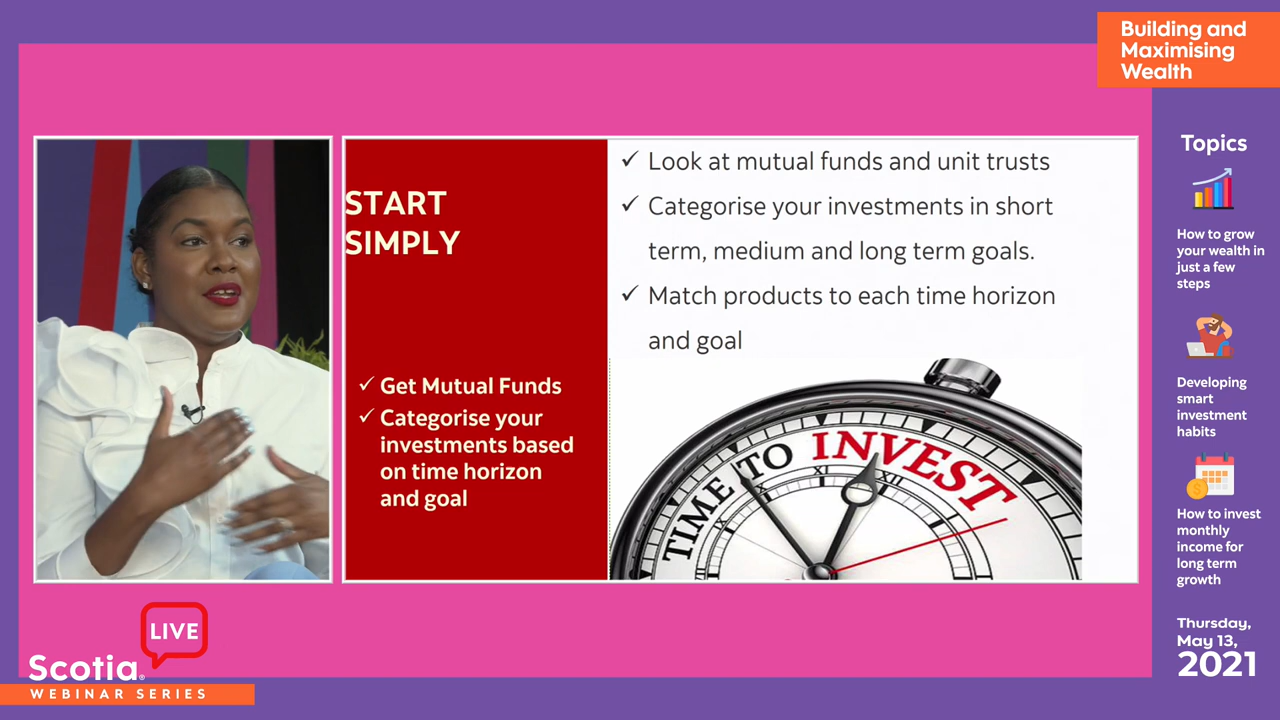 Building and
Maximising
Wealth
START
SIMPLY
✓ Get Mutual Funds
✓ Categorise your
investments based
on time horizon
and goal
✓ Look at mutual funds and unit trusts
✓ Categorise your investments in short
term, medium and long term goals.
✓ Match products to each time horizon
and goal
TIME TO INVEST
XI XII
Topics
How to grow
your wealth in
just a few
steps
Developing
smart
investment
habits
How to invest
monthly
income for
long term
growth
Thursday,
May 13,
2021
LIVE
Scotia®
WEBINAR SERIES